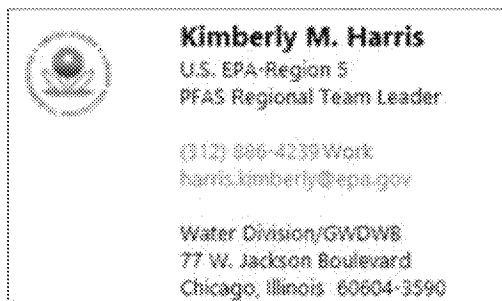 Kimberly M. Harris
U.S. EPA-Region 5
PFAS Regional Team Leader
(312) 886-4239 Work
harris.kimberly@epa.gov
Water Division/GWDWB
77 W. Jackson Boulevard
Chicago, Illinois 60604-3590